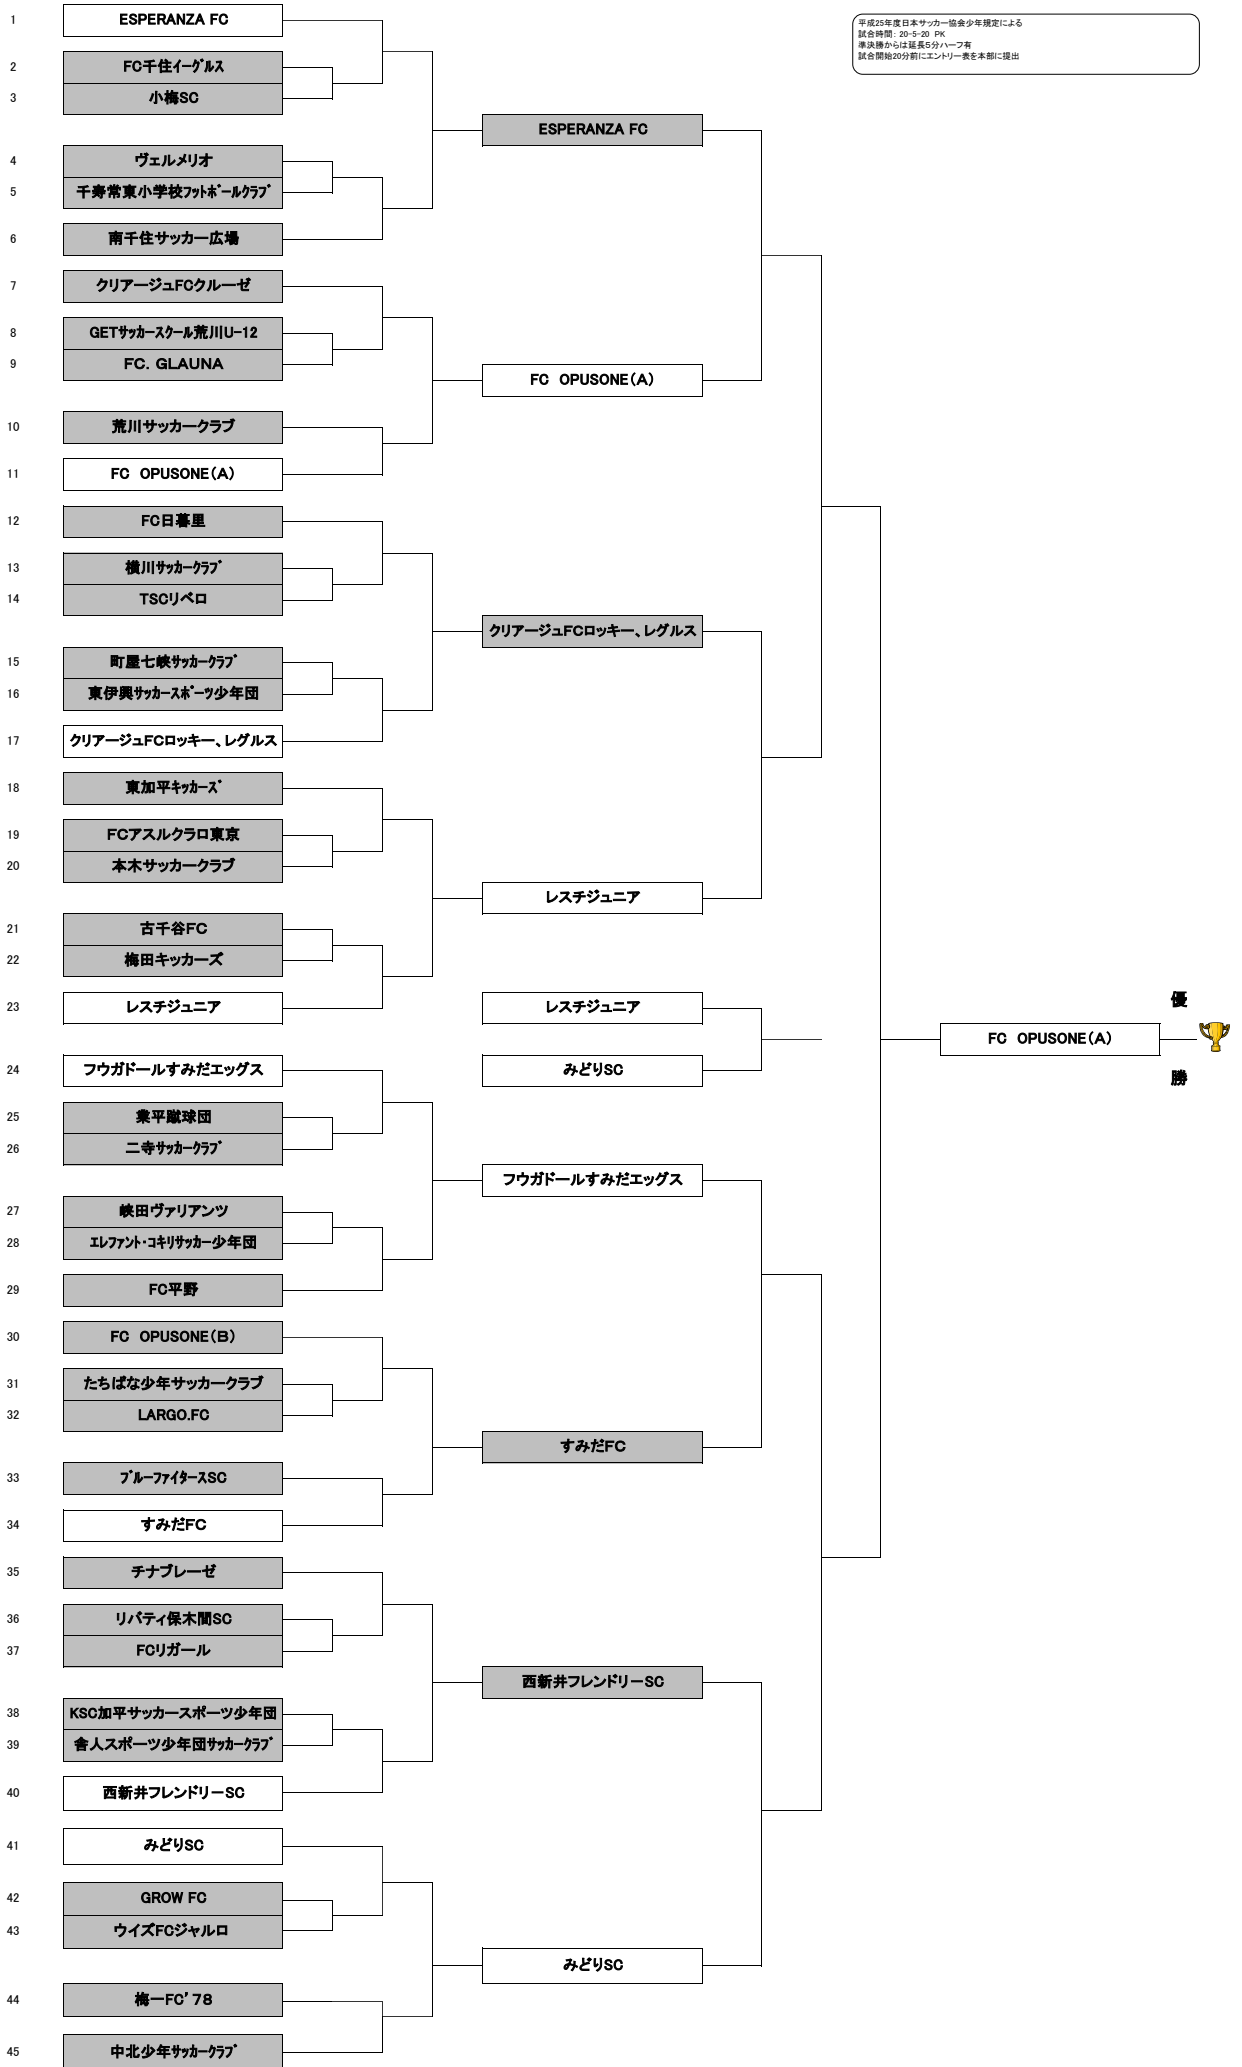 平成25年度日本サッカー協会少年規定による
試合時間: 20-5-20 PK
準決勝からは延長5分ハーフ有
試合開始20分前にエントリー表を本部に提出
1 ESPERANZA FC
2 FC千住ｲｰｸﾞﾙｽ
3 小梅SC
4 ヴェルメリオ
5 千寿常東小学校ﾌｯﾄﾎﾞｰﾙｸﾗﾌﾞ
6 南千住サッカー広場
7 クリアージュFCクルーゼ
8 GETｻｯｶｰｽｸｰﾙ荒川U-12
9 FC．GLAUNA
10 荒川サッカークラブ
11 FC OPUSONE（A）
12 FC日暮里
13 横川ｻｯｶｰｸﾗﾌﾞ
14 TSCリベロ
15 町屋七峡ｻｯｶｰｸﾗﾌﾞ
16 東伊興ｻｯｶｰｽﾎﾟｰﾂ少年団
17 クリアージュFCロッキー、レグルス
18 東加平ｷｯｶｰｽﾞ
19 FCアスルクラロ東京
20 本木サッカークラブ
21 古千谷FC
22 梅田キッカーズ
23 レスチジュニア
24 フウガドールすみだエッグス
25 業平蹴球団
26 二寺ｻｯｶｰｸﾗﾌﾞ
27 峡田ヴァリアンツ
28 ｴﾚﾌｧﾝﾄ・ｺｷﾘｻｯｶｰ少年団
29 FC平野
30 FC OPUSONE（B）
31 たちばな少年サッカークラブ
32 LARGO.FC
33 ﾌﾞﾙｰﾌｧｲﾀｰｽSC
34 すみだFC
35 チナブレーゼ
36 リバティ保木間SC
37 FCリガール
38 KSC加平サッカースポーツ少年団
39 舎人スポーツ少年団ｻｯｶｰｸﾗﾌﾞ
40 西新井フレンドリーSC
41 みどりSC
42 GROW FC
43 ウイズFCジャルロ
44 梅一FC’78
45 中北少年ｻｯｶｰｸﾗﾌﾞ
ESPERANZA FC
FC OPUSONE（A）
クリアージュFCロッキー、レグルス
レスチジュニア
レスチジュニア
みどりSC
フウガドールすみだエッグス
すみだFC
西新井フレンドリーSC
みどりSC
FC OPUSONE（A）
優
勝